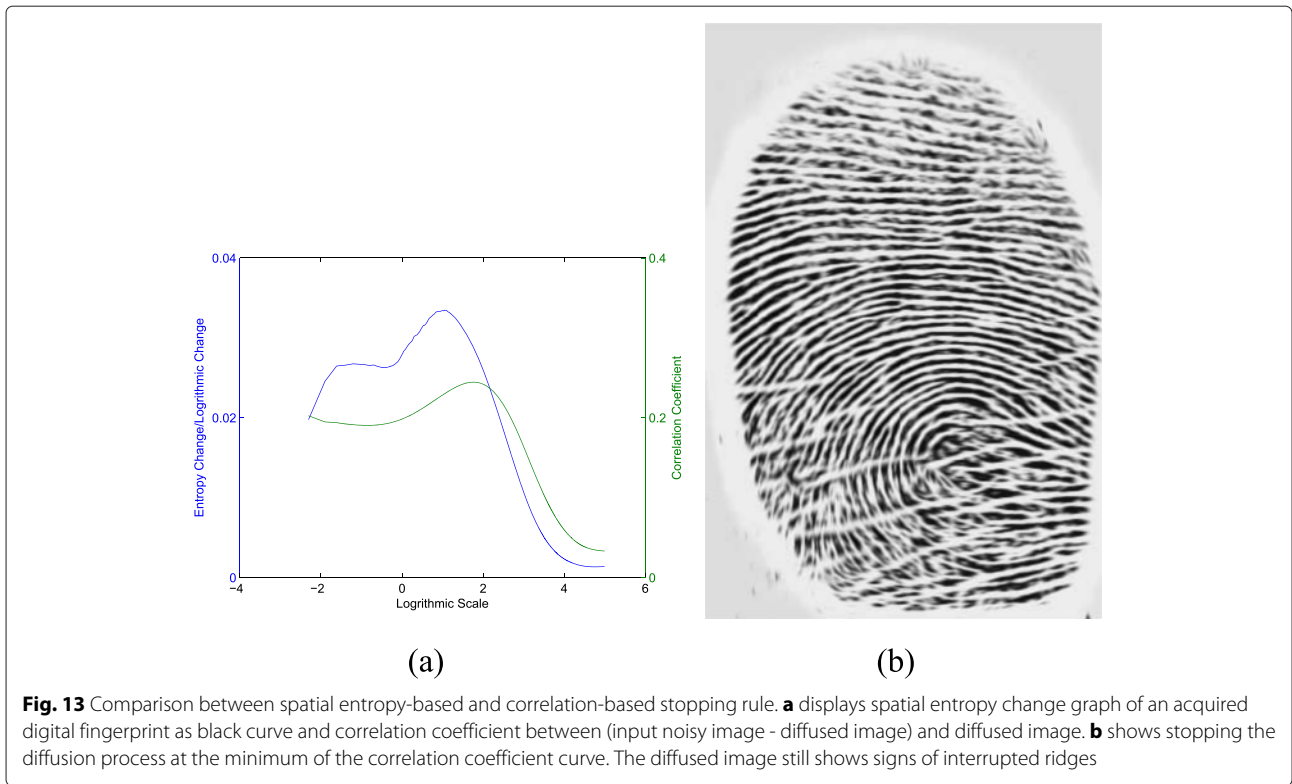 0.04
0.4
Entropy Change/Logrithmic Change
0.02
0.2
Correlation Coefficient
0
0
−4
−2
0
2
4
6
Logrithmic Scale
(a)
(b)
Fig. 13 Comparison between spatial entropy-based and correlation-based stopping rule. a displays spatial entropy change graph of an acquired
digital fingerprint as black curve and correlation coefficient between (input noisy image - diffused image) and diffused image. b shows stopping the
diffusion process at the minimum of the correlation coefficient curve. The diffused image still shows signs of interrupted ridges